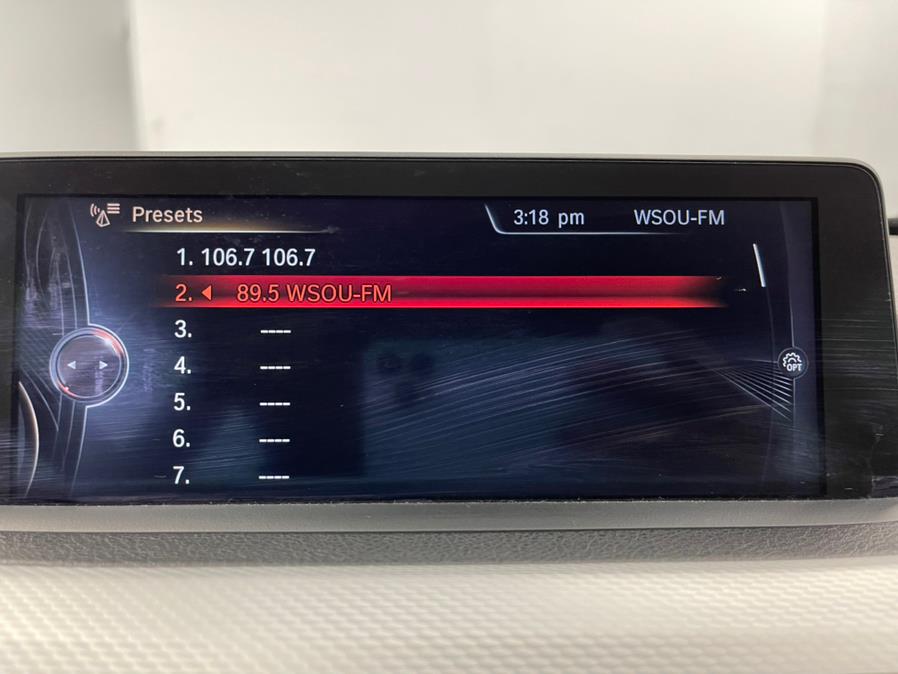 Presets 3:18 pm WSOU-FM
1. 106.7 106.7
2. ◄ 89.5 WSOU-FM
3. ----
4. ----
OPT
5. ----
6. ----
7. ----